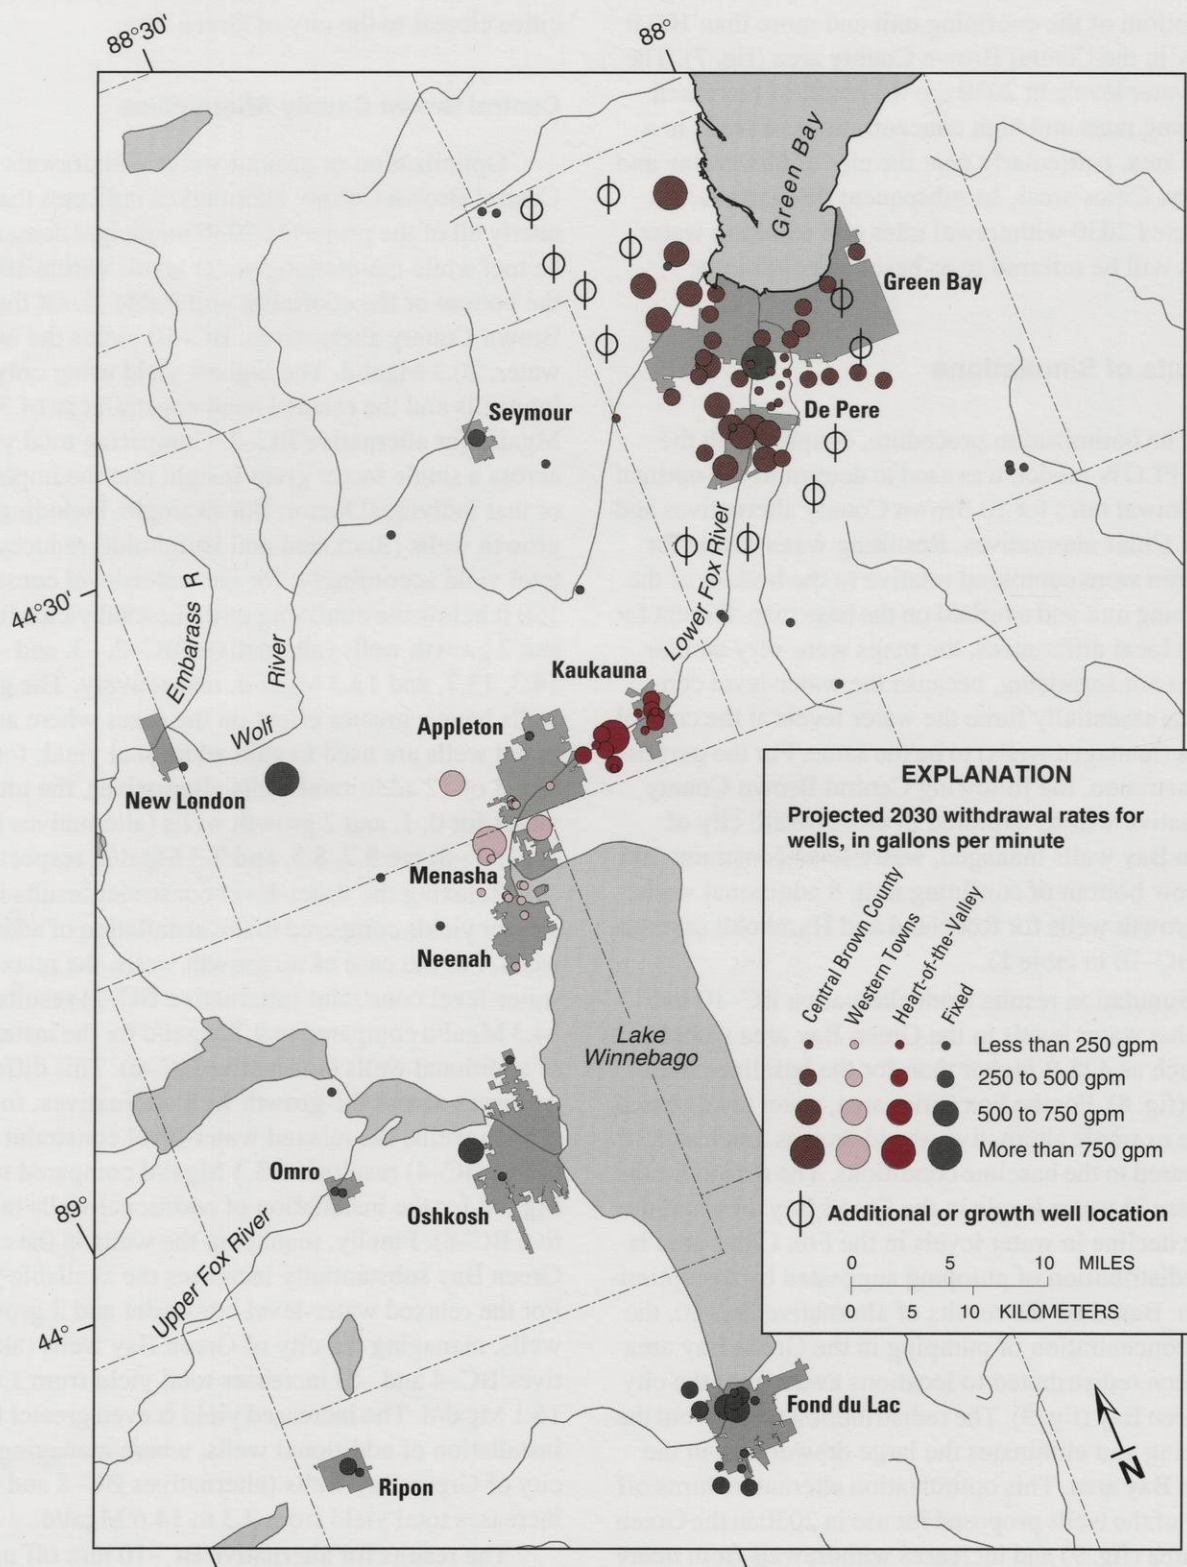 88°30'
88°
Green Bay
Green Bay
Seymour
De Pere
Lower Fox River
44°30'
Embarass R
River
Wolf
Kaukauna
Appleton
New London
Menasha
Neenah
Lake
Winnebago
EXPLANATION
Projected 2030 withdrawal rates for
wells, in gallons per minute
Central Brown County
Western Towns
Heart-of-the-Valley
Fixed
Less than 250 gpm
250 to 500 gpm
500 to 750 gpm
More than 750 gpm
Additional or growth well location
0 5 10 MILES
0 5 10 KILOMETERS
Omro
Oshkosh
89°
Upper Fox River
44°
Fond du Lac
Ripon
N